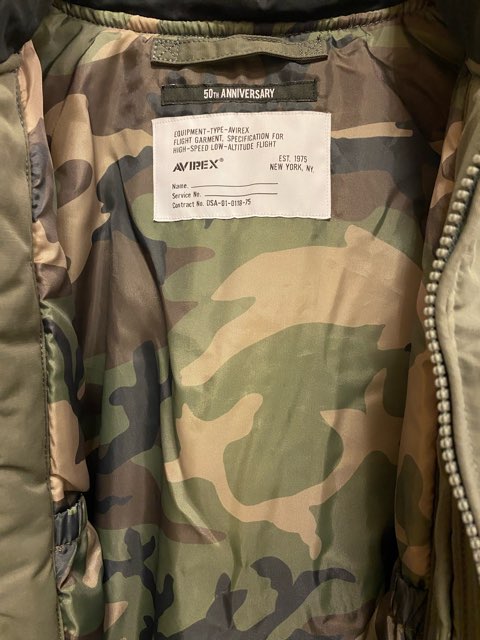 50TH ANNIVERSARY
EQUIPMENT-TYPE-AVIREX
FLIGHT GARMENT, SPECIFICATION FOR
HIGH-SPEED LOW-ALTITUDE FLIGHT
AVIREX® EST. 1975
NEW YORK, NY.
Name.
Service No.
Contract No. DSA-01-0118-75